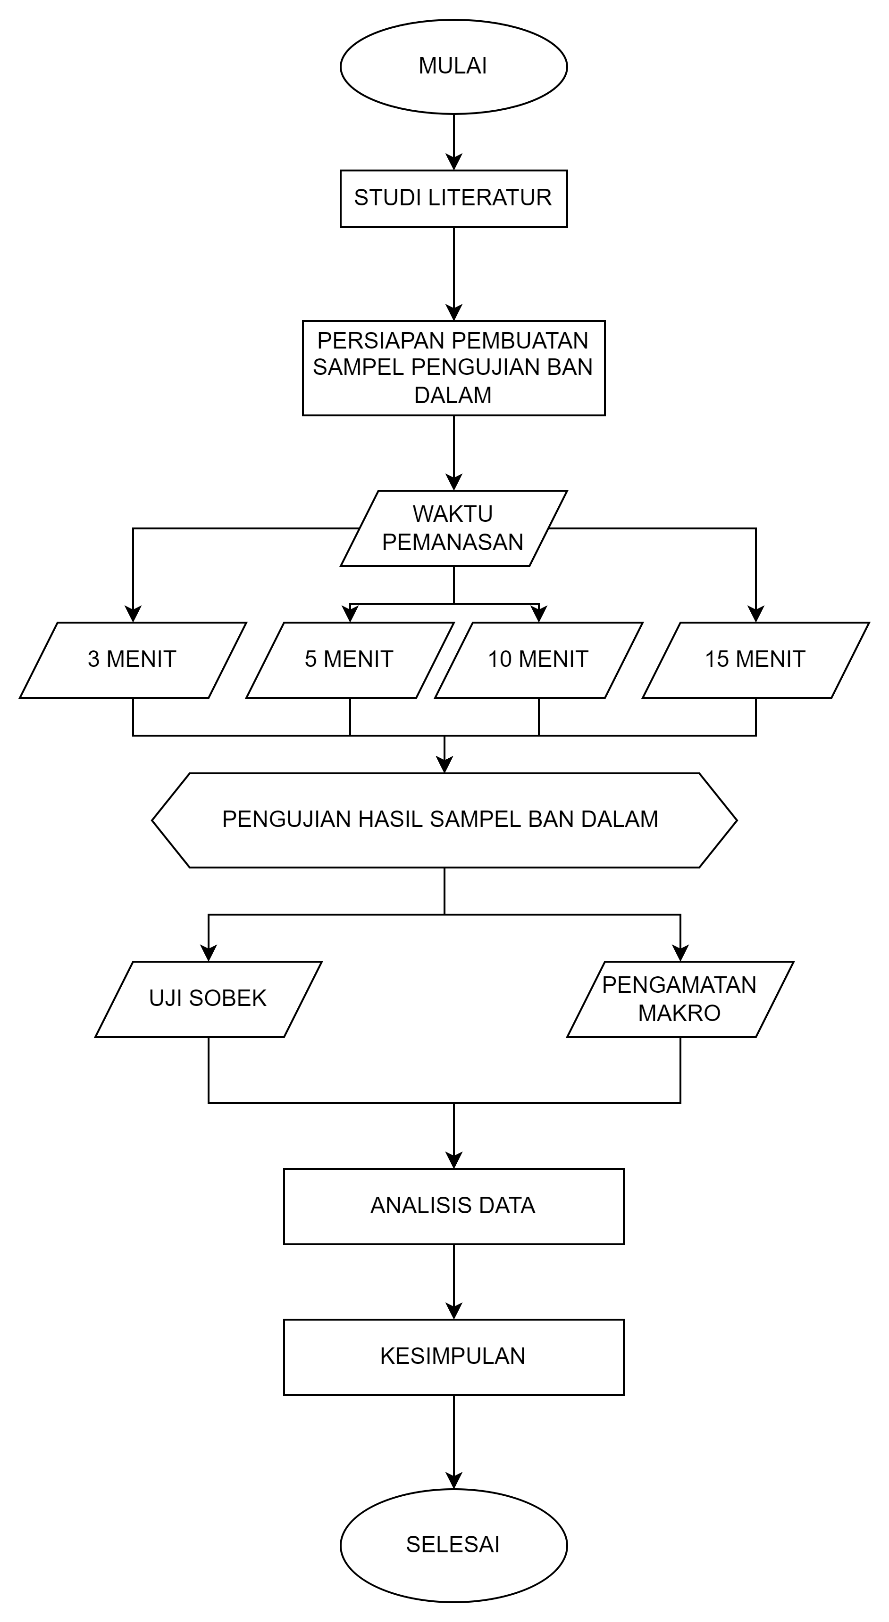 MULAI
STUDI LITERATUR
PERSIAPAN PEMBUATAN
SAMPEL PENGUJIAN BAN
DALAM
WAKTU
PEMANASAN
3 MENIT
5 MENIT
10 MENIT
15 MENIT
PENGUJIAN HASIL SAMPEL BAN DALAM
UJI SOBEK
PENGAMATAN
MAKRO
ANALISIS DATA
KESIMPULAN
SELESAI